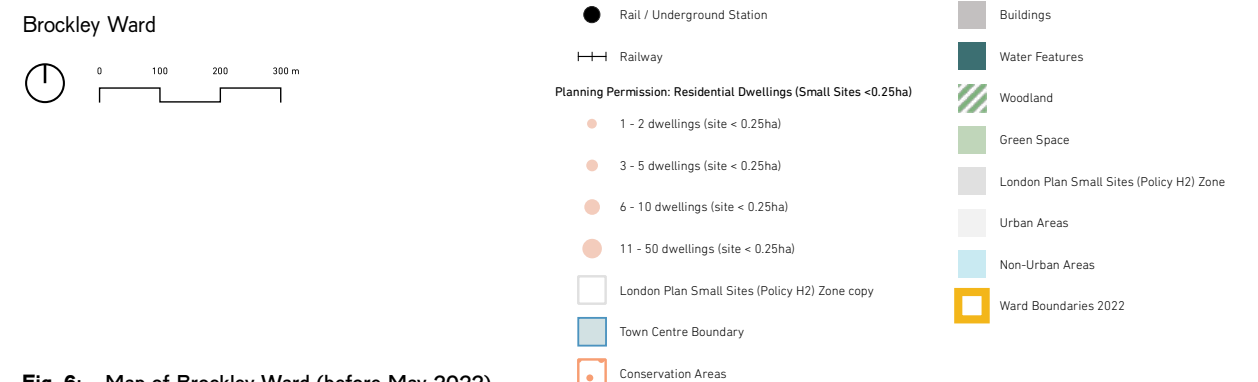 Brockley Ward
0 100 200 300 m
Rail / Underground Station
Railway
Planning Permission: Residential Dwellings (Small Sites <0.25ha)
1 - 2 dwellings (site < 0.25ha)
3 - 5 dwellings (site < 0.25ha)
6 - 10 dwellings (site < 0.25ha)
11 - 50 dwellings (site < 0.25ha)
London Plan Small Sites (Policy H2) Zone copy
Town Centre Boundary
Conservation Areas
Buildings
Water Features
Woodland
Green Space
London Plan Small Sites (Policy H2) Zone
Urban Areas
Non-Urban Areas
Ward Boundaries 2022
Fig. 6: Map of Brockley Ward (before May 2022)